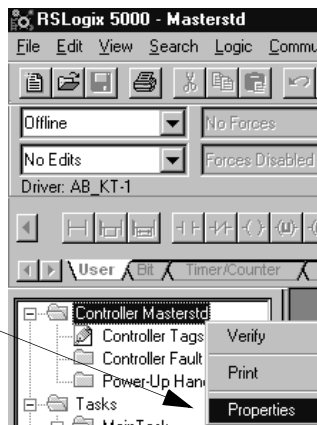 RSLogix 5000 - Masterstd
File Edit View Search Logic Commu
Offline No Forces
No Edits Forces Disabled
Driver: AB_KT-1
User Bit Timer/Counter
Controller Masterstd
Controller Tags
Controller Fault
Power-Up Han
Verify
Print
Properties
Tasks
MainTask